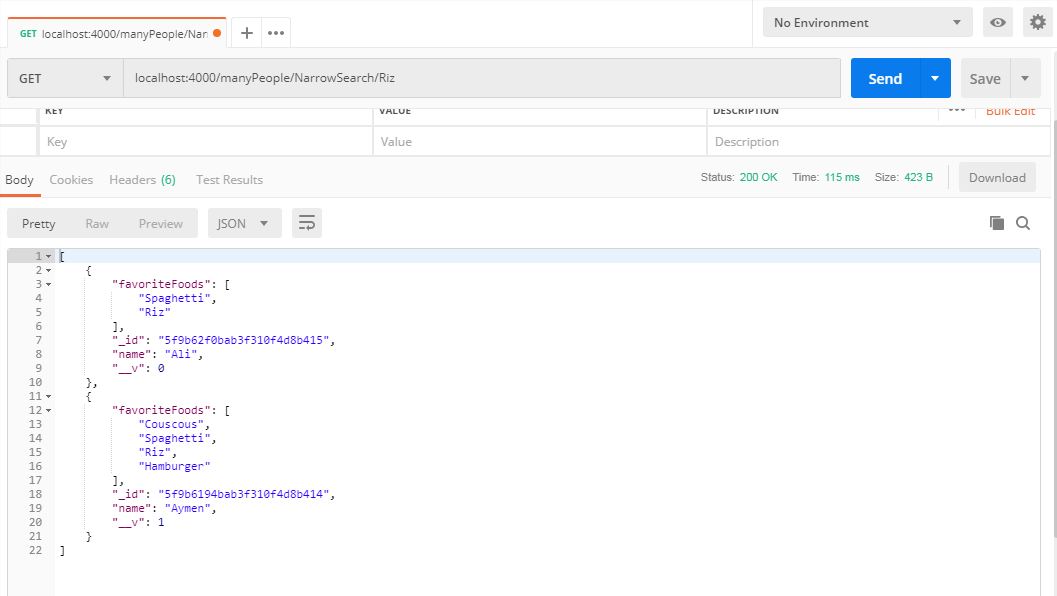 GET localhost:4000/manyPeople/Nar
+ •••
No Environment
GET localhost:4000/manyPeople/NarrowSearch/Riz Send Save
KEY VALUE DESCRIPTION ••• Bulk Edit
Key Value Description
Body Cookies Headers (6) Test Results Status: 200 OK Time: 115 ms Size: 423 B Download
Pretty Raw Preview JSON
1 [
2 {
3 "favoriteFoods": [
4 "Spaghetti",
5 "Riz"
6 ],
7 "_id": "5f9b62f0bab3f310f4d8b415",
8 "name": "Ali",
9 "__v": 0
10 },
11 {
12 "favoriteFoods": [
13 "Couscous",
14 "Spaghetti",
15 "Riz",
16 "Hamburger"
17 ],
18 "_id": "5f9b6194bab3f310f4d8b414",
19 "name": "Aymen",
20 "__v": 1
21 }
22 ]